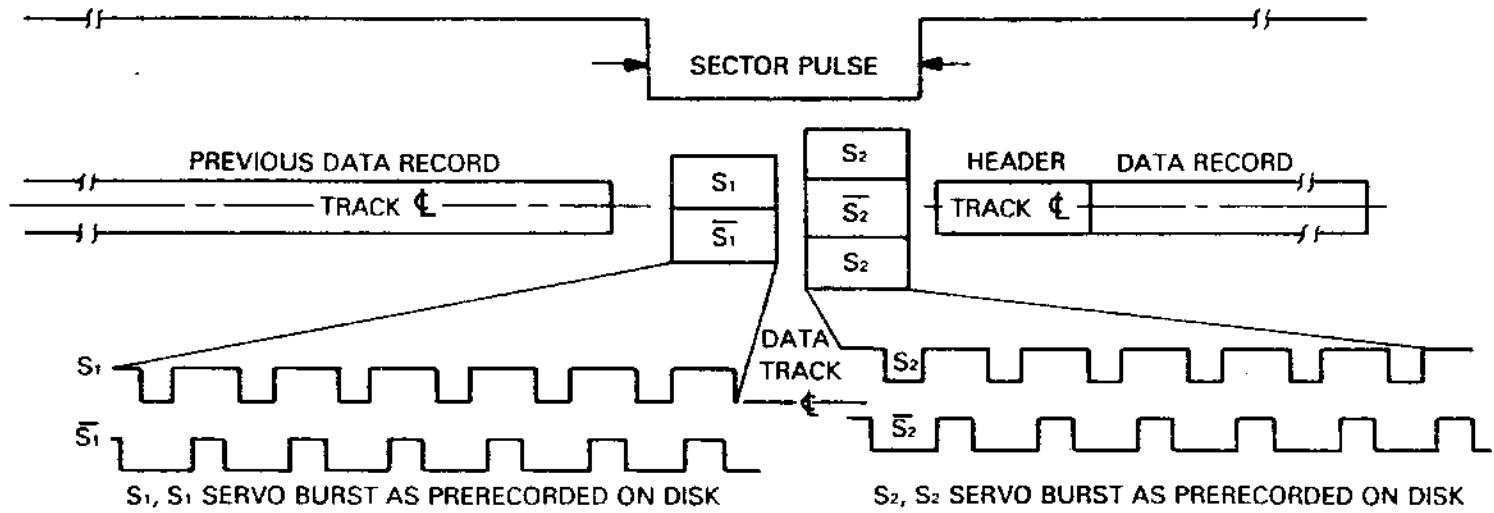 SECTOR PULSE
PREVIOUS DATA RECORD
TRACK ℄
S₁
S̅₁
S₂
S̅₂
S₂
HEADER
DATA RECORD
TRACK ℄
S₁
S̅₁
DATA
TRACK
℄
S₂
S̅₂
S₁, S₁ SERVO BURST AS PRERECORDED ON DISK
S₂, S₂ SERVO BURST AS PRERECORDED ON DISK